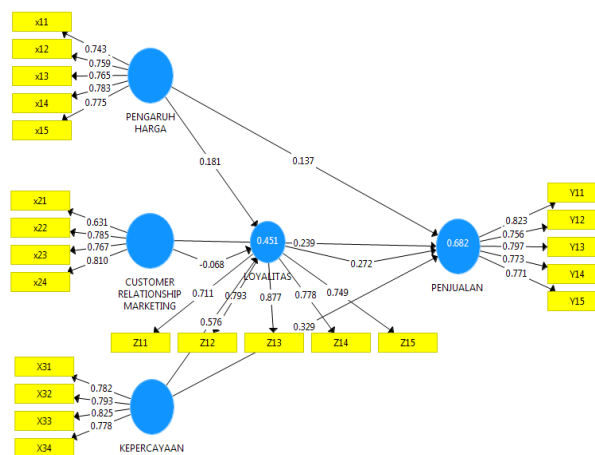 x11
x12
x13
x14
x15
0.743
0.759
0.765
0.783
0.775
PENGARUH
HARGA
0.181
0.137
x21
x22
x23
x24
0.631
0.785
0.767
0.810
CUSTOMER
RELATIONSHIP
MARKETING
-0.068
0.451
LOYALITAS
0.239
0.272
0.682
PENJUALAN
Y11
Y12
Y13
Y14
Y15
0.823
0.756
0.797
0.773
0.771
0.711
0.793
0.877
0.778
0.749
0.576
0.329
Z11
Z12
Z13
Z14
Z15
X31
X32
X33
X34
0.782
0.793
0.825
0.778
KEPERCAYAAN